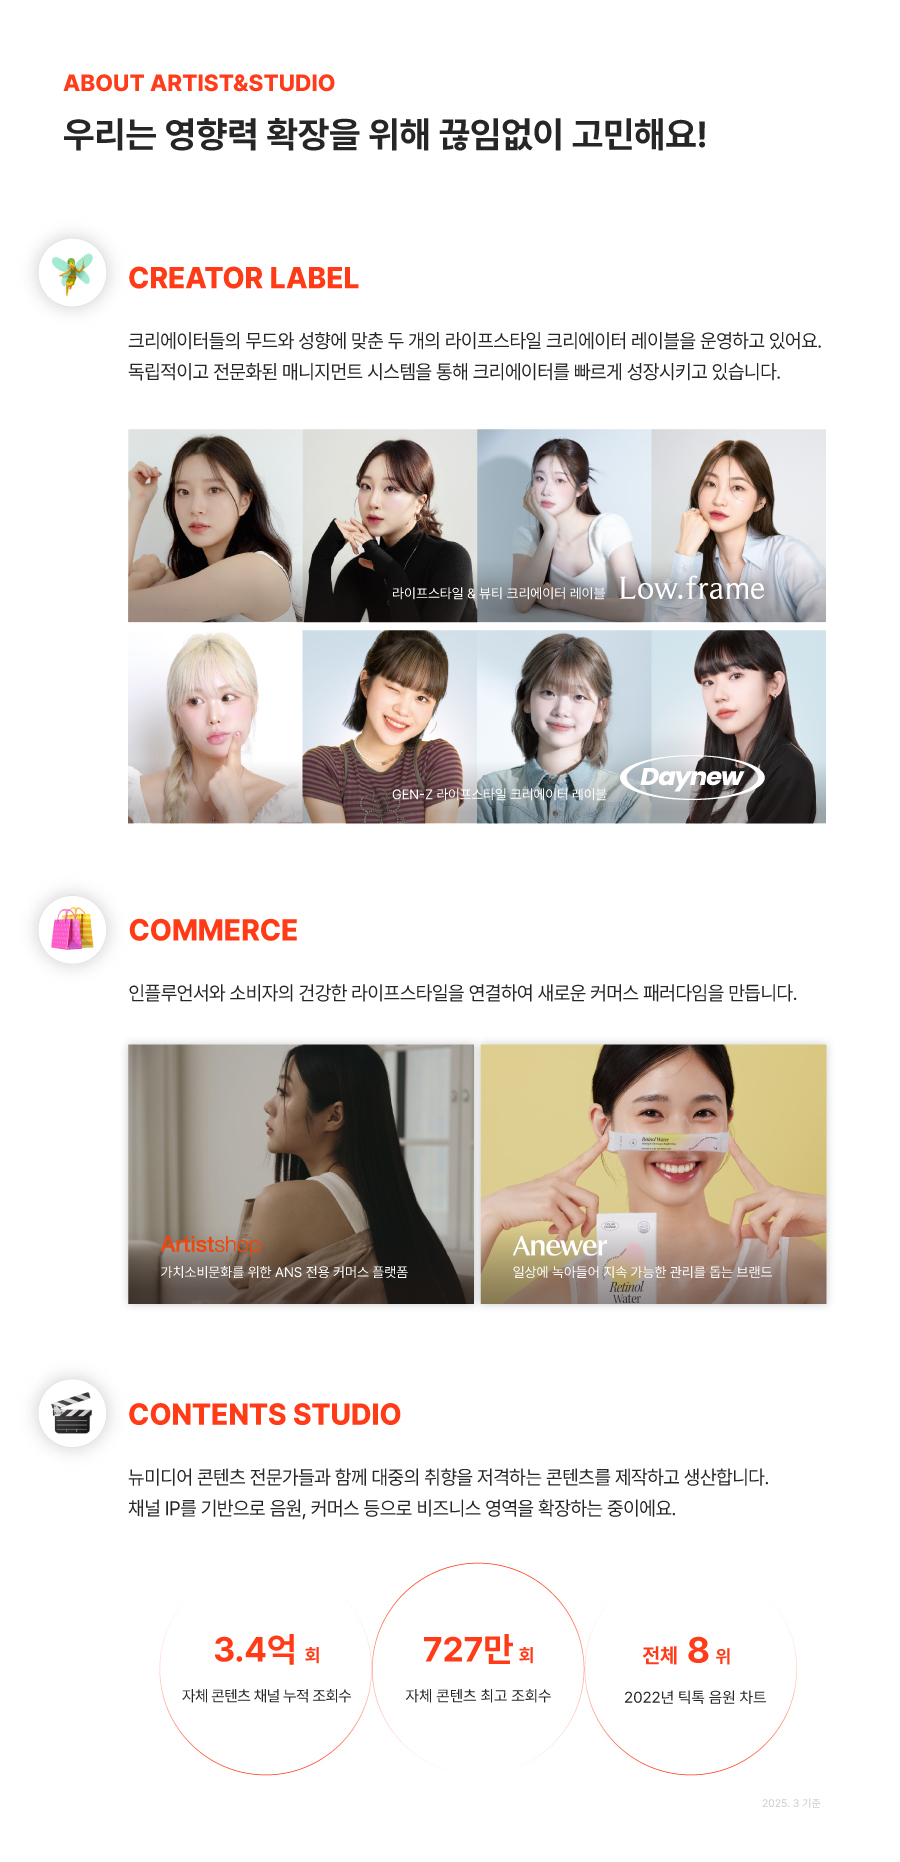 ABOUT ARTIST&STUDIO
우리는 영향력 확장을 위해 끊임없이 고민해요!
CREATOR LABEL
크리에이터들의 무드와 성향에 맞춘 두 개의 라이프스타일 크리에이터 레이블을 운영하고 있어요.
독립적이고 전문화된 매니지먼트 시스템을 통해 크리에이터를 빠르게 성장시키고 있습니다.
라이프스타일 & 뷰티 크리에이터 레이블 Low.frame
GEN-Z 라이프스타일 크리에이터 레이블 Daynew
COMMERCE
인플루언서와 소비자의 건강한 라이프스타일을 연결하여 새로운 커머스 패러다임을 만듭니다.
Artistshop
가치소비문화를 위한 ANS 전용 커머스 플랫폼
Retinol Water
Anewer
일상에 녹아들어 지속 가능한 관리를 돕는 브랜드
Retinol
Water
CONTENTS STUDIO
뉴미디어 콘텐츠 전문가들과 함께 대중의 취향을 저격하는 콘텐츠를 제작하고 생산합니다.
채널 IP를 기반으로 음원, 커머스 등으로 비즈니스 영역을 확장하는 중이에요.
3.4억 회
자체 콘텐츠 채널 누적 조회수
727만 회
자체 콘텐츠 최고 조회수
전체 8 위
2022년 틱톡 음원 차트
2025. 3 기준